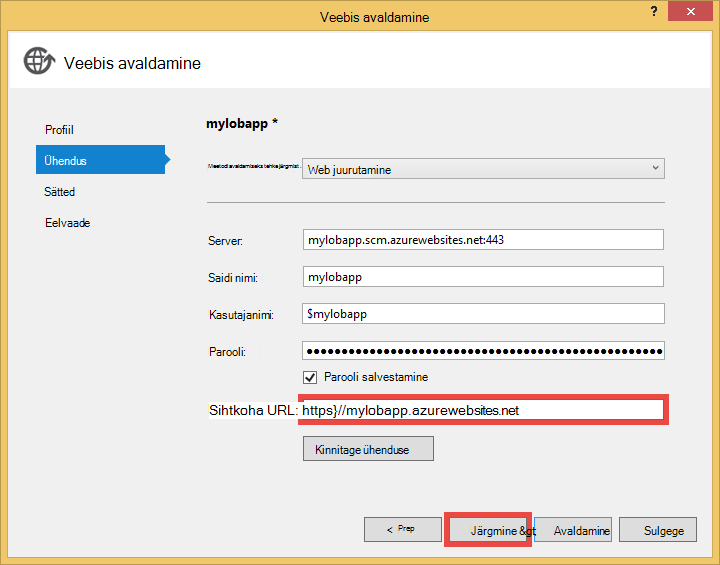 Veebis avaldamine
?
Veebis avaldamine
Profiil
Ühendus
Sätted
Eelvaade
mylobapp *
Meetodi avaldamiseks tehke järgmist. Web juurutamine
Server: mylobapp.scm.azurewebsites.net:443
Saidi nimi: mylobapp
Kasutajanimi: $mylobapp
Parooli:
Parooli salvestamine
Sihtkoha URL: https}//mylobapp.azurewebsites.net
Kinnitage ühenduse
< Prep Järgmine &gt; Avaldamine Sulgege